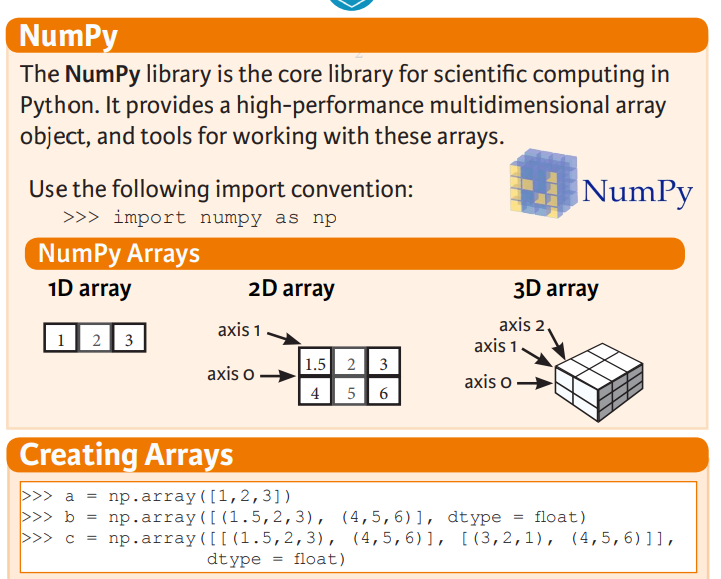 NumPy
The NumPy library is the core library for scientific computing in
Python. It provides a high-performance multidimensional array
object, and tools for working with these arrays.
NumPy
Use the following import convention:
>>> import numpy as np
NumPy Arrays
1D array
2D array
3D array
1 2 3
axis 1
axis 0
1.5 2 3
4 5 6
axis 2
axis 1
axis 0
Creating Arrays
>>> a = np.array([1,2,3])
>>> b = np.array([(1.5,2,3), (4,5,6)], dtype = float)
>>> c = np.array([[(1.5,2,3), (4,5,6)], [(3,2,1), (4,5,6)]],
dtype = float)